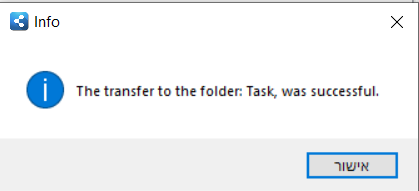 Info
The transfer to the folder: Task, was successful.
אישור